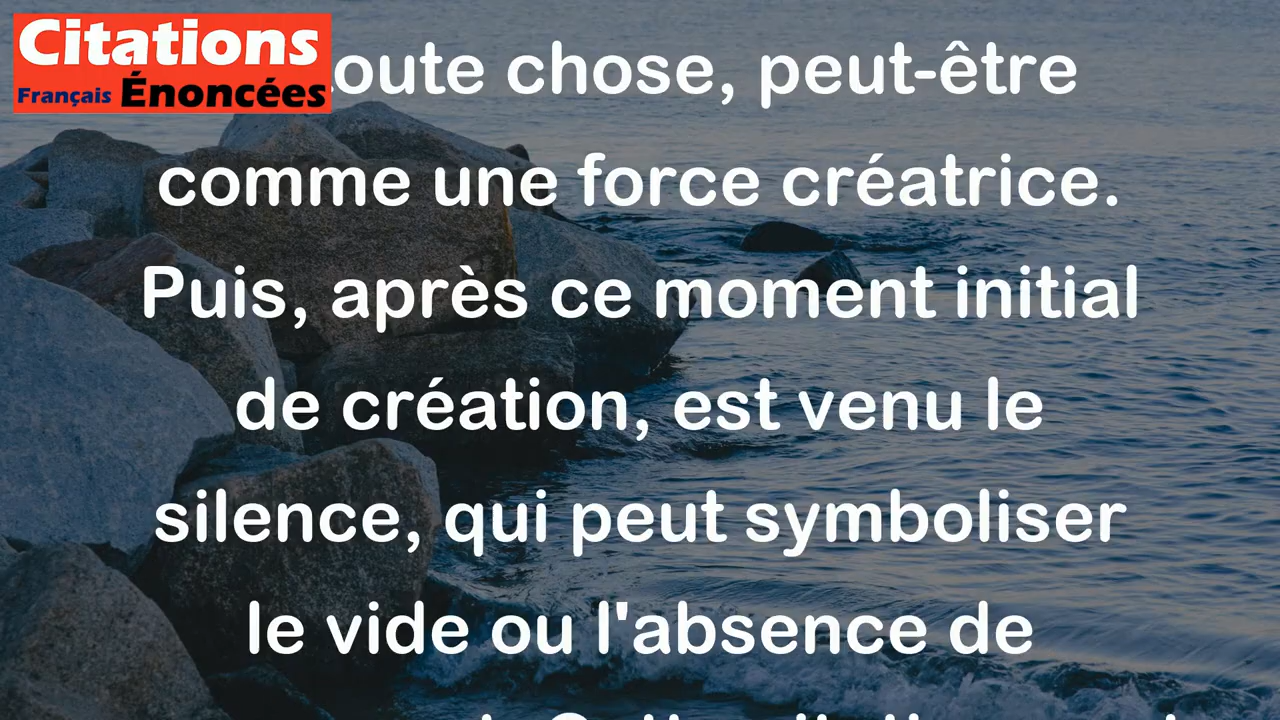 Citations
Français Énoncées
toute chose, peut-être
comme une force créatrice.
Puis, après ce moment initial
de création, est venu le
silence, qui peut symboliser
le vide ou l'absence de